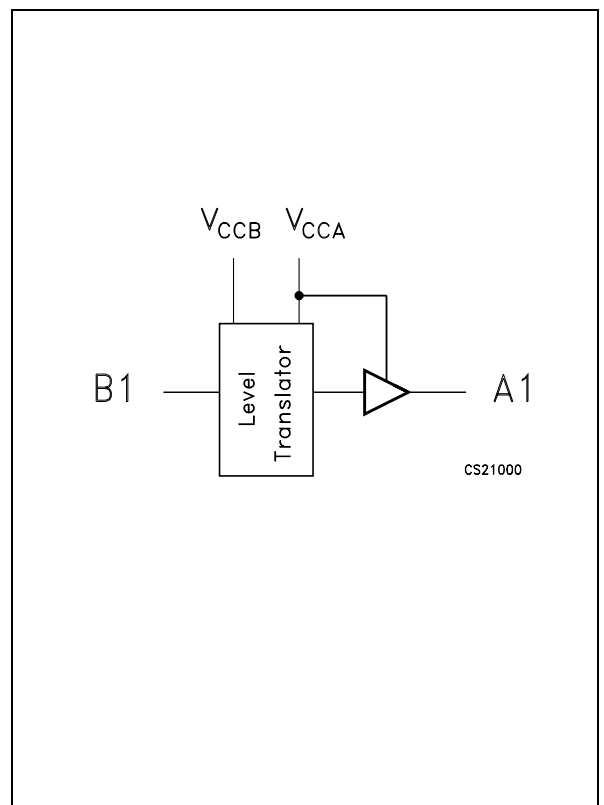 VCCB VCCA
B1
Level
Translator
A1
CS21000